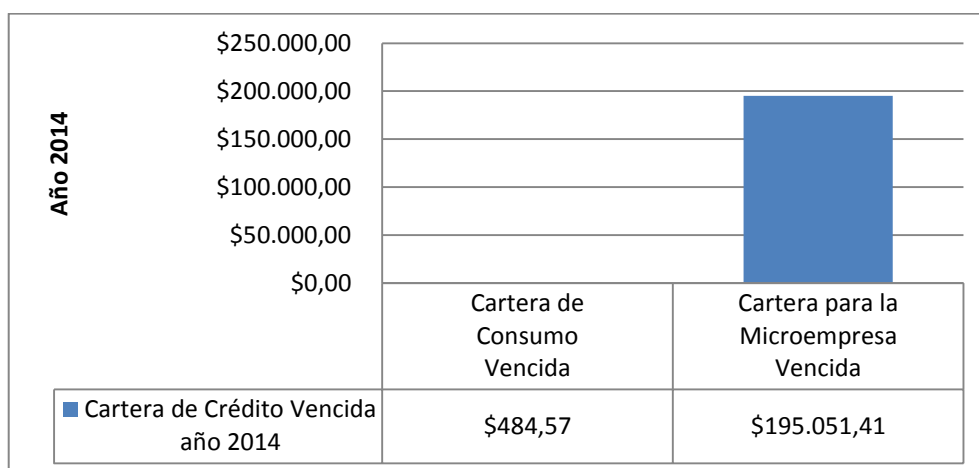 Año 2014
$250.000,00
$200.000,00
$150.000,00
$100.000,00
$50.000,00
$0,00
Cartera de
Consumo
Vencida
Cartera para la
Microempresa
Vencida
Cartera de Crédito Vencida
año 2014
$484,57
$195.051,41